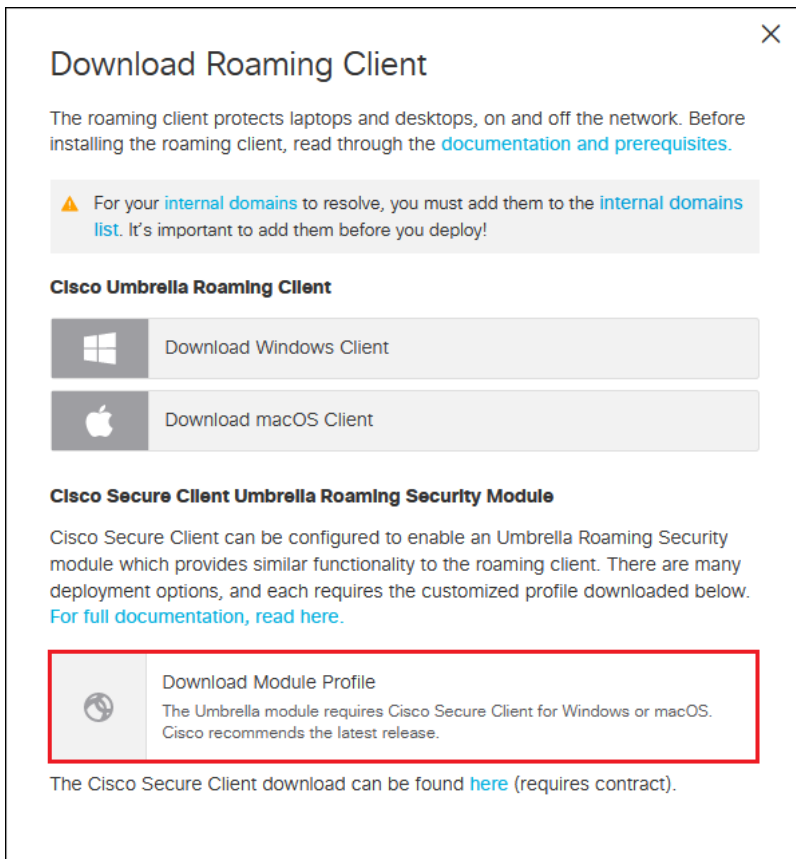 Download Roaming Client
The roaming client protects laptops and desktops, on and off the network. Before
installing the roaming client, read through the documentation and prerequisites.
For your internal domains to resolve, you must add them to the internal domains
list. It's important to add them before you deploy!
Cisco Umbrella Roaming Client
Download Windows Client
Download macOS Client
Cisco Secure Client Umbrella Roaming Security Module
Cisco Secure Client can be configured to enable an Umbrella Roaming Security
module which provides similar functionality to the roaming client. There are many
deployment options, and each requires the customized profile downloaded below.
For full documentation, read here.
Download Module Profile
The Umbrella module requires Cisco Secure Client for Windows or macOS.
Cisco recommends the latest release.
The Cisco Secure Client download can be found here (requires contract).